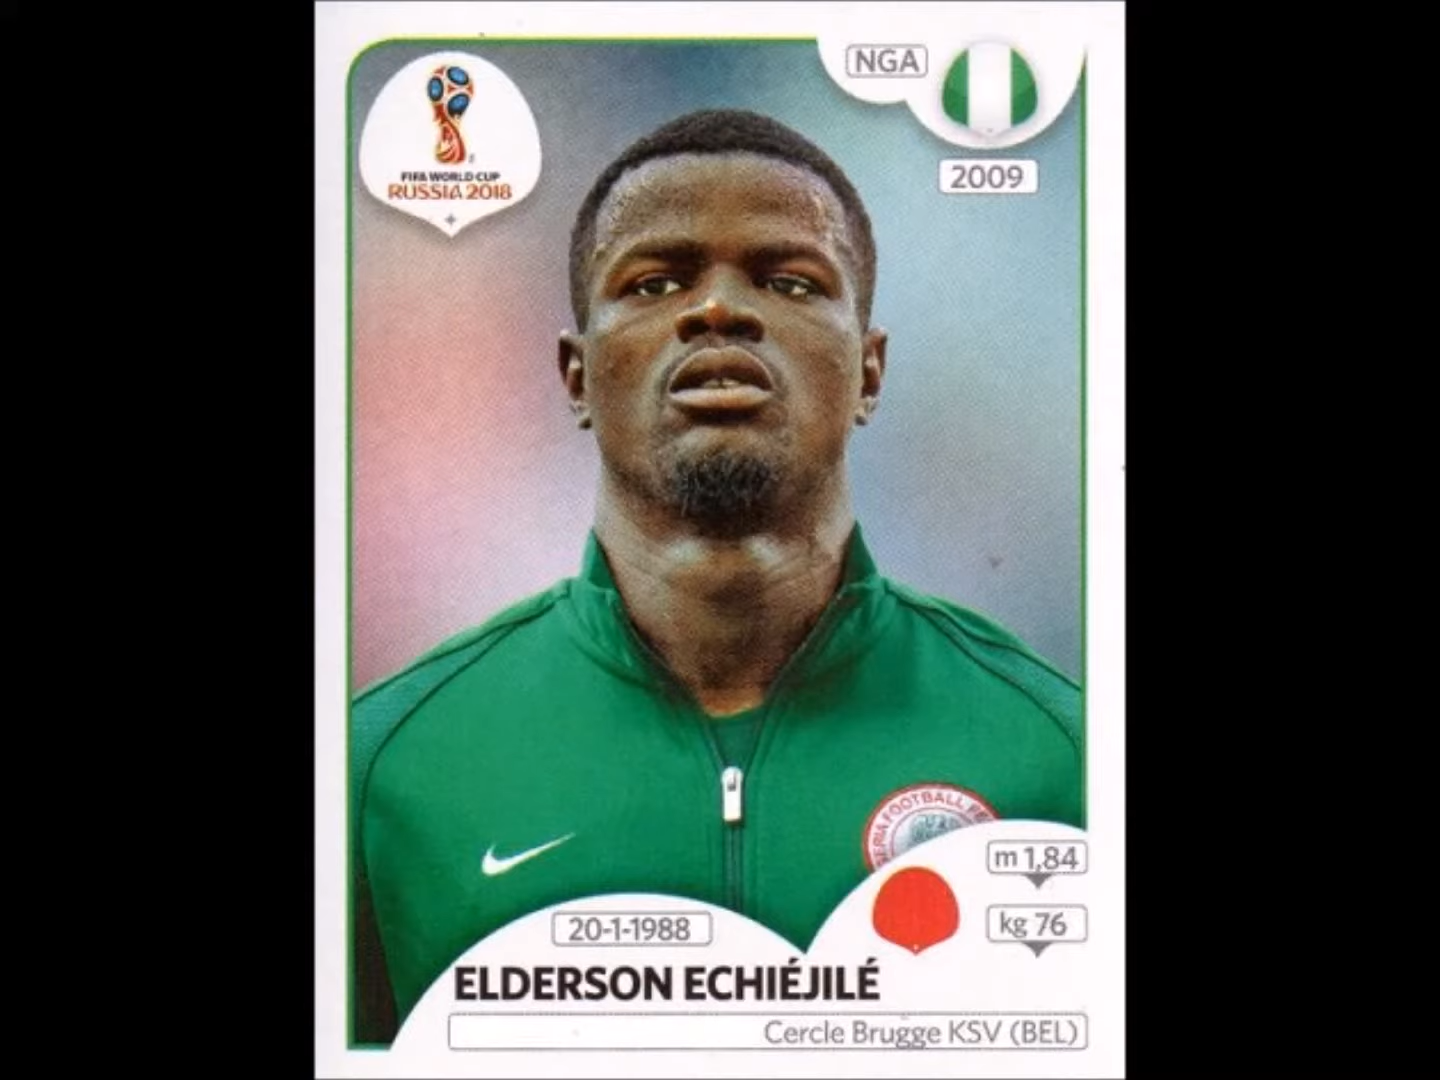 NGA
FIFA WORLD CUP
RUSSIA 2018
2009
FOOTBALL
m 1,84
kg 76
20-1-1988
ELDERSON ECHIÉJILÉ
Cercle Brugge KSV (BEL)